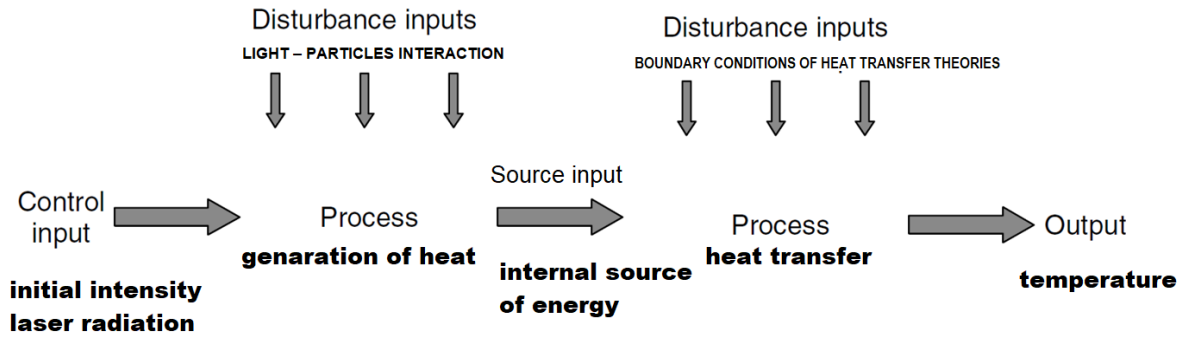 Disturbance inputs
LIGHT – PARTICLES INTERACTION
Disturbance inputs
BOUNDARY CONDITIONS OF HEAT TRANSFER THEORIES
Control
input
initial intensity
laser radiation
Process
genaration of heat
Source input
internal source
of energy
Process
heat transfer
Output
temperature